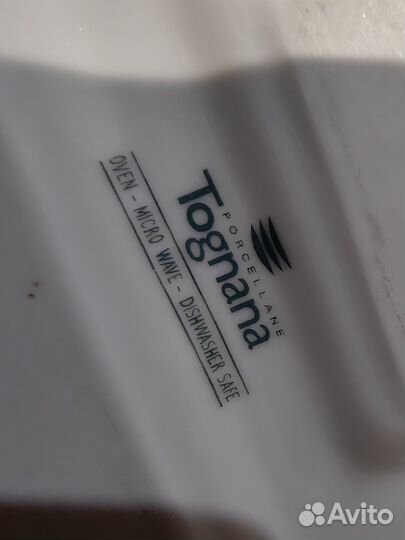 PORCELLANE
Tognana
OVEN - MICRO WAVE - DISHWASHER SAFE
Avito